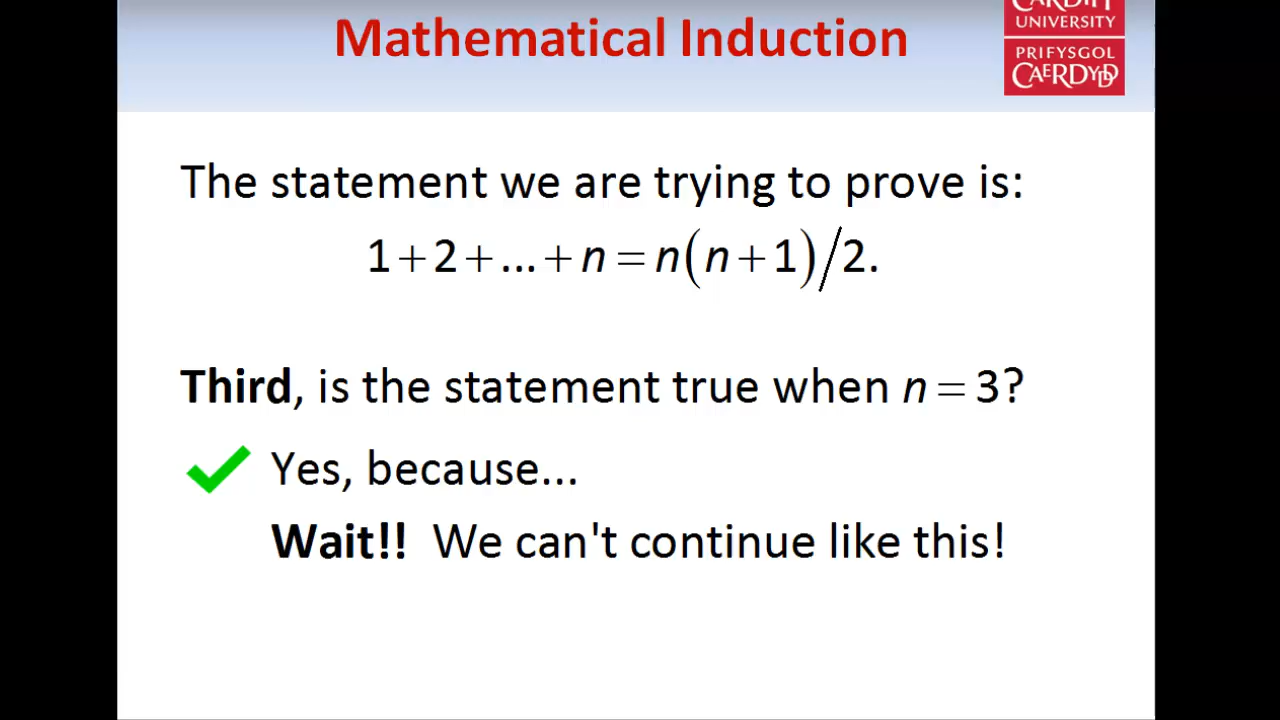 Mathematical Induction
CARDIFF
UNIVERSITY
PRIFYSGOL
CAERDYDD
The statement we are trying to prove is:
1+2+...+n=n(n+1)/2.
Third, is the statement true when n=3?
Yes, because...
Wait!! We can't continue like this!